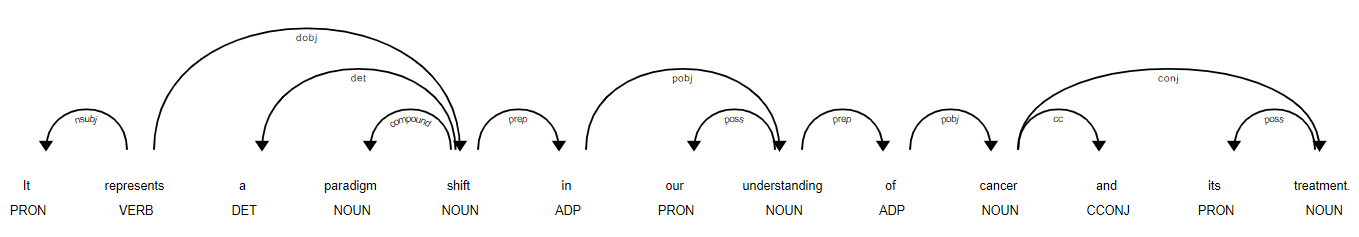 dobj
det pobj conj
nsubj compound prep poss prep pobj cc poss
It represents a paradigm shift in our understanding of cancer and its treatment.
PRON VERB DET NOUN NOUN ADP PRON NOUN ADP NOUN CCONJ PRON NOUN